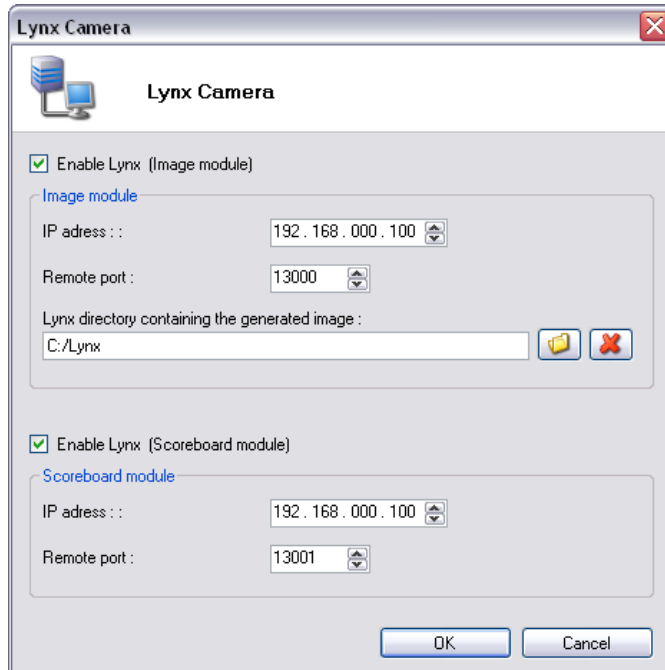 Lynx Camera
Lynx Camera
Enable Lynx (Image module)
Image module
IP adress : :
192 . 168 . 000 . 100
Remote port :
13000
Lynx directory containing the generated image :
C:/Lynx
Enable Lynx (Scoreboard module)
Scoreboard module
IP adress : :
192 . 168 . 000 . 100
Remote port :
13001
OK
Cancel